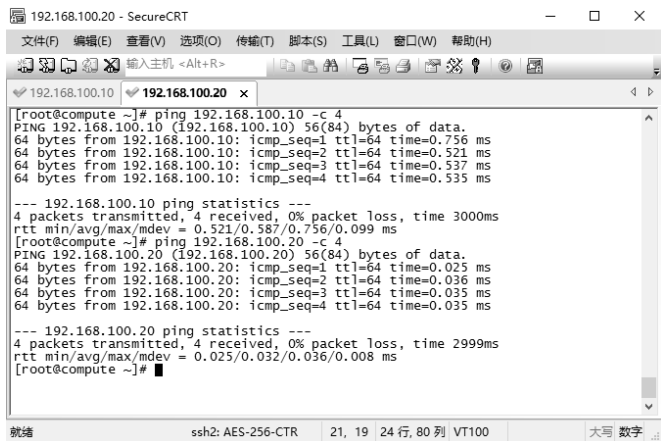 192.168.100.20 - SecureCRT
文件(F) 编辑(E) 查看(V) 选项(O) 传输(T) 脚本(S) 工具(L) 窗口(W) 帮助(H)
输入主机 <Alt+R>
192.168.100.10 192.168.100.20
[root@compute ~]# ping 192.168.100.10 -c 4
PING 192.168.100.10 (192.168.100.10) 56(84) bytes of data.
64 bytes from 192.168.100.10: icmp_seq=1 ttl=64 time=0.756 ms
64 bytes from 192.168.100.10: icmp_seq=2 ttl=64 time=0.521 ms
64 bytes from 192.168.100.10: icmp_seq=3 ttl=64 time=0.537 ms
64 bytes from 192.168.100.10: icmp_seq=4 ttl=64 time=0.535 ms
--- 192.168.100.10 ping statistics ---
4 packets transmitted, 4 received, 0% packet loss, time 3000ms
rtt min/avg/max/mdev = 0.521/0.587/0.756/0.099 ms
[root@compute ~]# ping 192.168.100.20 -c 4
PING 192.168.100.20 (192.168.100.20) 56(84) bytes of data.
64 bytes from 192.168.100.20: icmp_seq=1 ttl=64 time=0.025 ms
64 bytes from 192.168.100.20: icmp_seq=2 ttl=64 time=0.036 ms
64 bytes from 192.168.100.20: icmp_seq=3 ttl=64 time=0.035 ms
64 bytes from 192.168.100.20: icmp_seq=4 ttl=64 time=0.035 ms
--- 192.168.100.20 ping statistics ---
4 packets transmitted, 4 received, 0% packet loss, time 2999ms
rtt min/avg/max/mdev = 0.025/0.032/0.036/0.008 ms
[root@compute ~]#
就绪 ssh2: AES-256-CTR 21, 19 24 行, 80 列 VT100 大写 数字